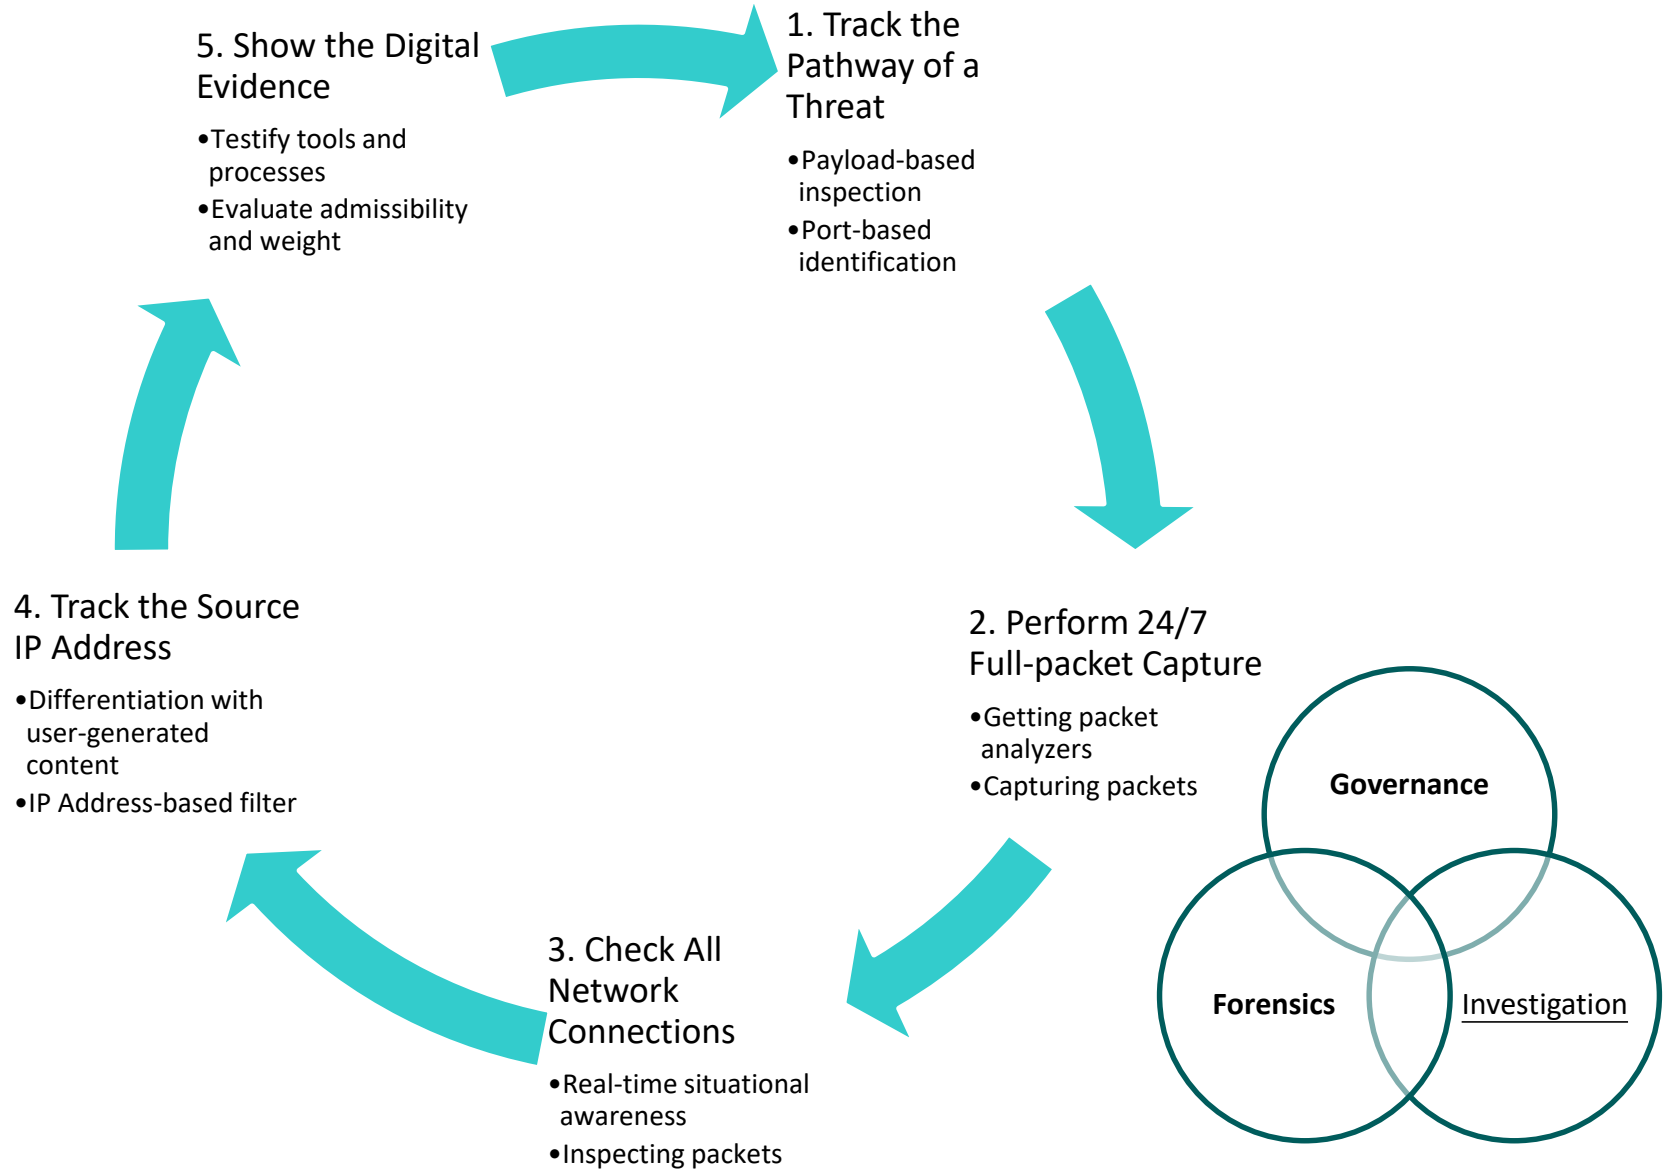 1. Track the
Pathway of a
Threat
•Payload-based
inspection
•Port-based
identification
2. Perform 24/7
Full-packet Capture
•Getting packet
analyzers
•Capturing packets
3. Check All
Network
Connections
•Real-time situational
awareness
•Inspecting packets
4. Track the Source
IP Address
•Differentiation with
user-generated
content
•IP Address-based filter
5. Show the Digital
Evidence
•Testify tools and
processes
•Evaluate admissibility
and weight
Governance
Forensics
Investigation